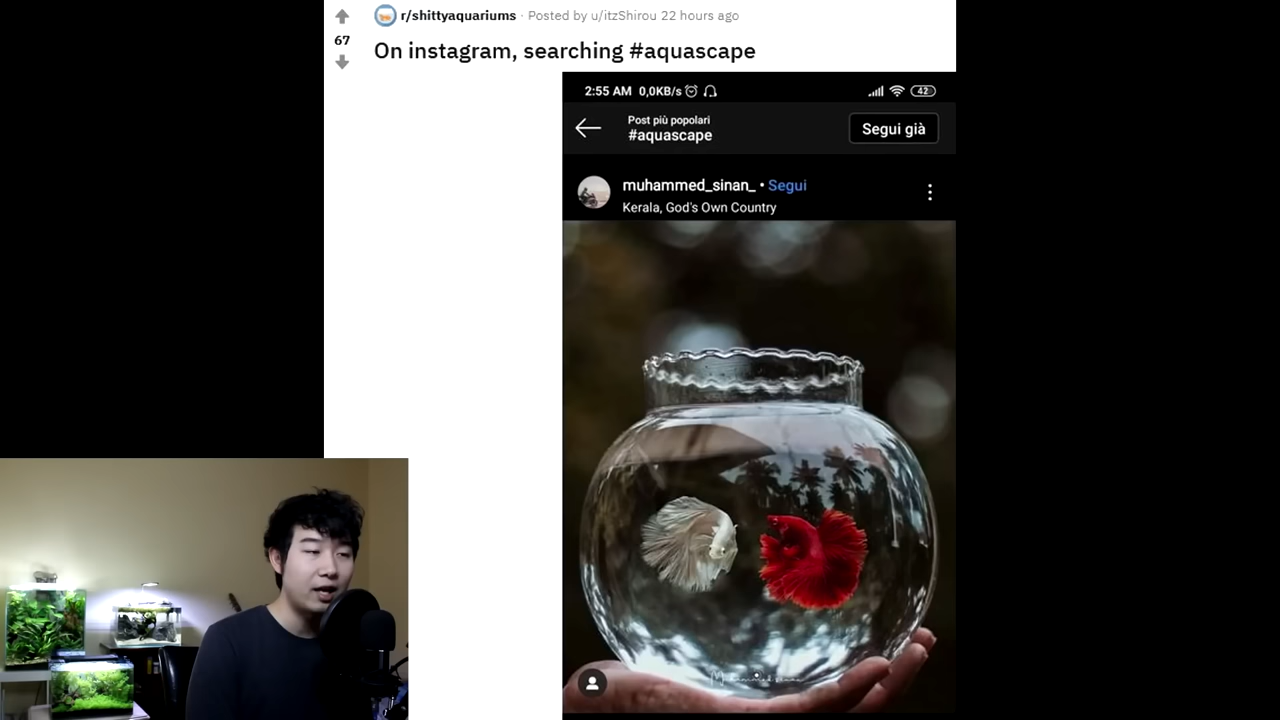 r/shittyaquariums · Posted by u/itzShirou 22 hours ago
67
On instagram, searching #aquascape
2:55 AM 0,0KB/s 42
Post più popolari
#aquascape
Segui già
muhammed_sinan_ • Segui
Kerala, God's Own Country